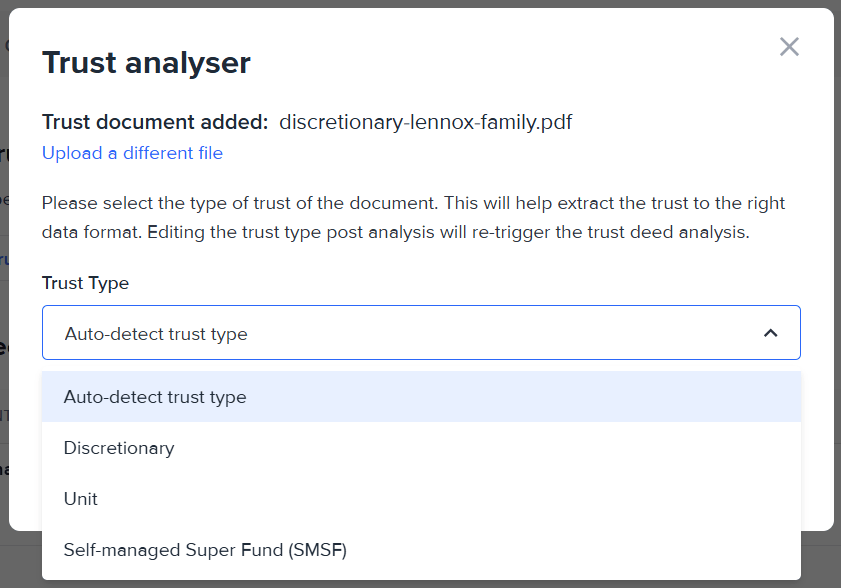 Trust analyser
Trust document added: discretionary-lennox-family.pdf
Upload a different file
Please select the type of trust of the document. This will help extract the trust to the right
data format. Editing the trust type post analysis will re-trigger the trust deed analysis.
Trust Type
Auto-detect trust type
Auto-detect trust type
Discretionary
Unit
Self-managed Super Fund (SMSF)